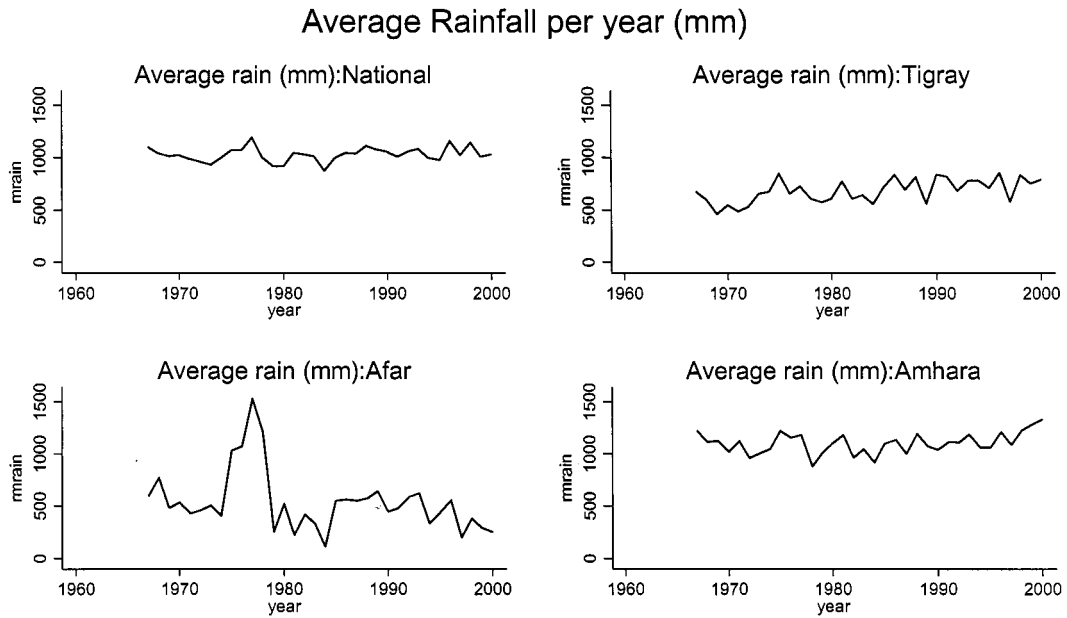 Average Rainfall per year (mm)
Average rain (mm):National
mrain
1500
1000
500
0
1960 1970 1980 1990 2000
year
Average rain (mm):Tigray
mrain
1500
1000
500
0
1960 1970 1980 1990 2000
year
Average rain (mm):Afar
mrain
1500
1000
500
0
1960 1970 1980 1990 2000
year
Average rain (mm):Amhara
mrain
1500
1000
500
0
1960 1970 1980 1990 2000
year